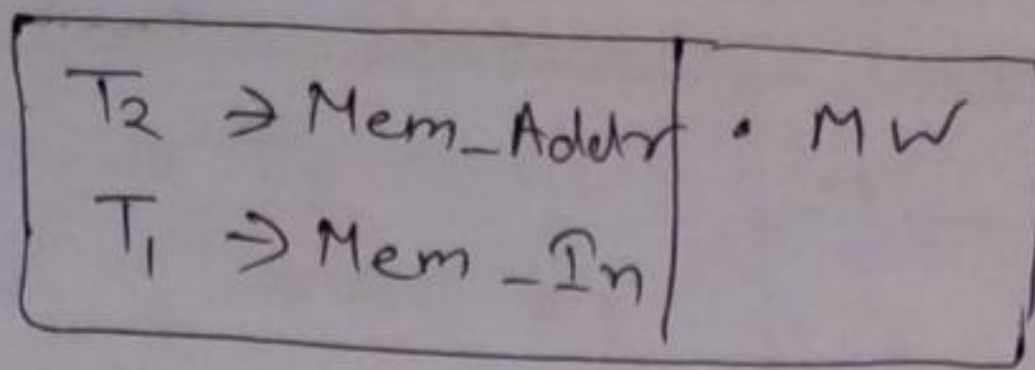 T2 → Mem_Addr • MW
T1 → Mem_In